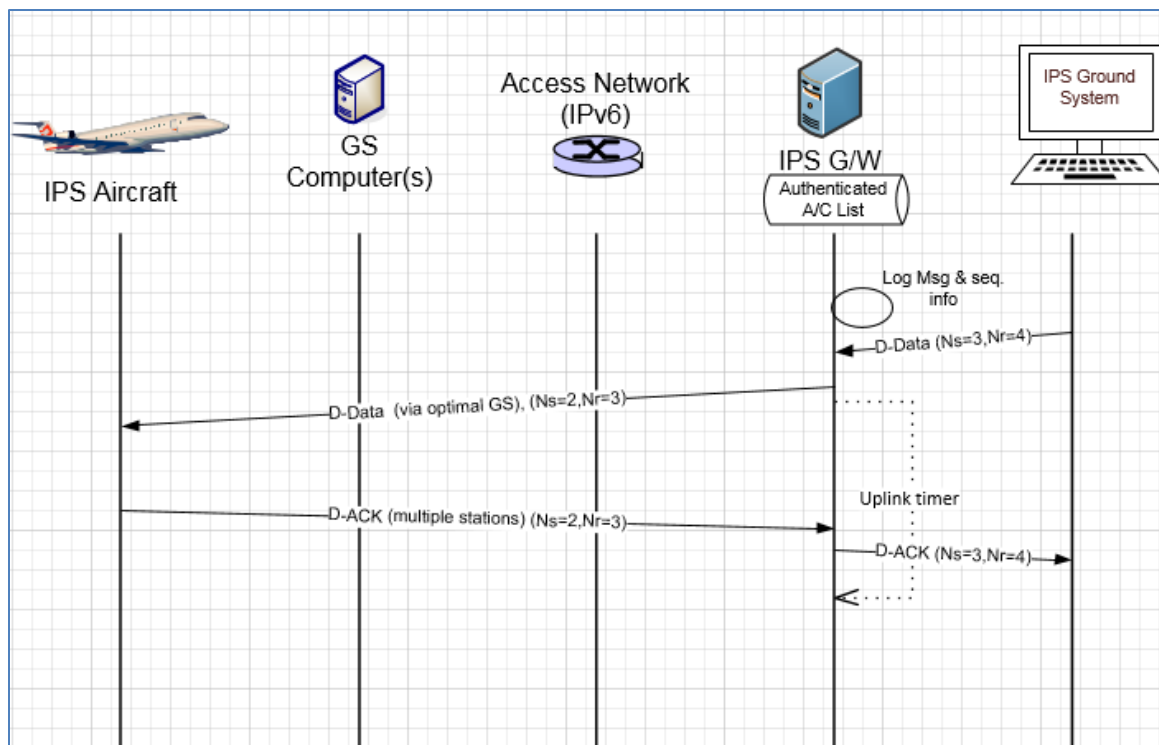 IPS Aircraft
GS
Computer(s)
Access Network
(IPv6)
IPS G/W
Authenticated
A/C List
IPS Ground
System
Log Msg & seq.
info
D-Data (Ns=3,Nr=4)
D-Data (via optimal GS), (Ns=2,Nr=3)
Uplink timer
D-ACK (multiple stations) (Ns=2,Nr=3)
D-ACK (Ns=3,Nr=4)